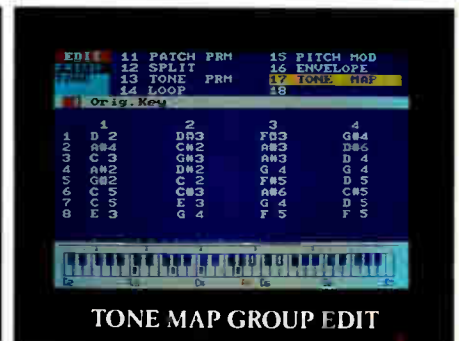 EDIT 11 PATCH PRM 15 PITCH MOD
12 SPLIT 16 ENVELOPE
13 TONE PRM 17 TONE MAP
14 LOOP 18
Orig.Key
1 2 3 4
1 D 2 D#3 F#3 G#4
2 A#4 C#2 A#3 D#6
3 C 3 G#3 A#3 D 4
4 A#2 D#2 G 4 G 4
5 G#2 C 2 F#5 D 5
6 C 5 C#3 A#6 C#5
7 C 5 G 3 G 4 D 5
8 E 3 G 4 F 5 F 5
TONE MAP GROUP EDIT